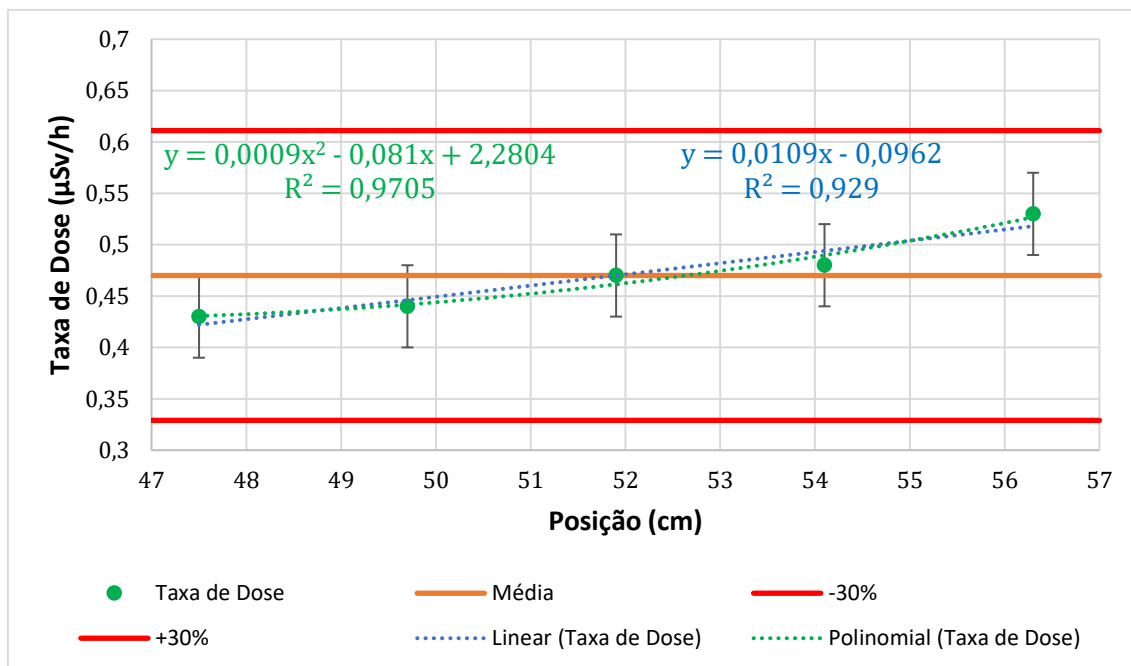 0,7
0,65
0,6
0,55
0,5
0,45
0,4
0,35
0,3
Taxa de Dose (µSv/h)
y = 0,0009x² - 0,081x + 2,2804
R² = 0,9705
y = 0,0109x - 0,0962
R² = 0,929
47 48 49 50 51 52 53 54 55 56 57
Posição (cm)
Taxa de Dose Média -30%
+30% Linear (Taxa de Dose) Polinomial (Taxa de Dose)